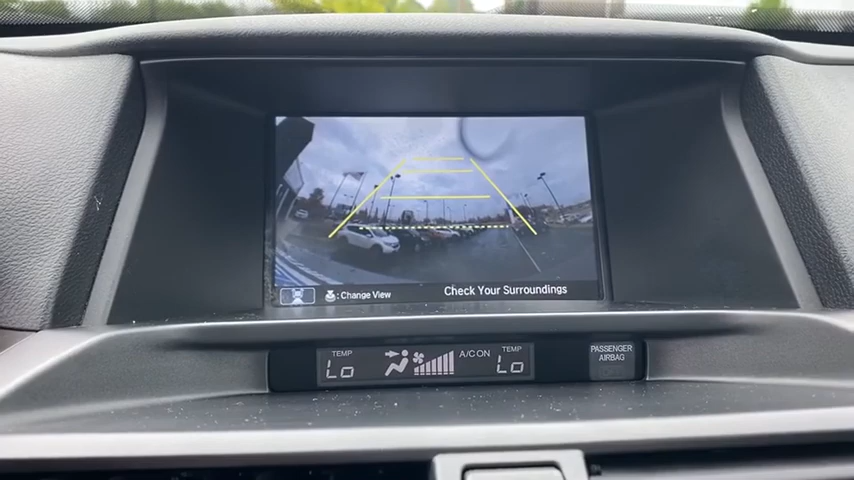 : Change View
Check Your Surroundings
TEMP
Lo
A/C ON
TEMP
Lo
PASSENGER
AIRBAG